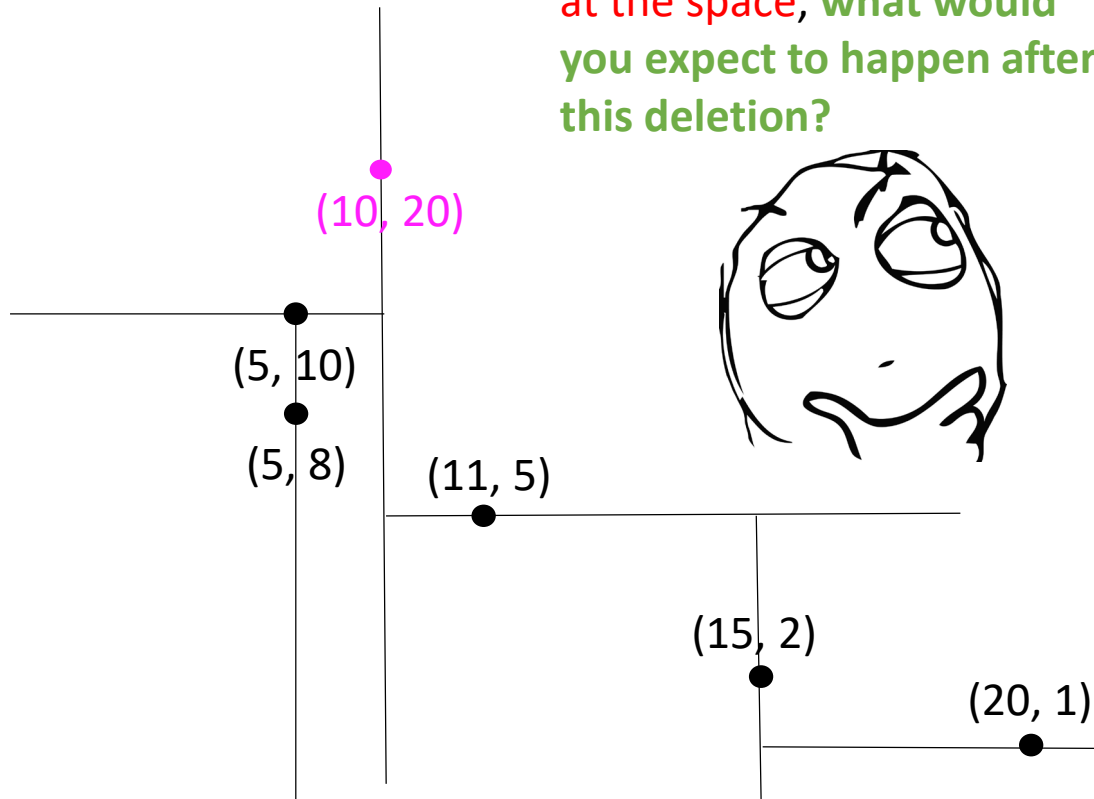 at the space, what would
you expect to happen after
this deletion?
(10, 20)
(5, 10)
(5, 8)
(11, 5)
(15, 2)
(20, 1)